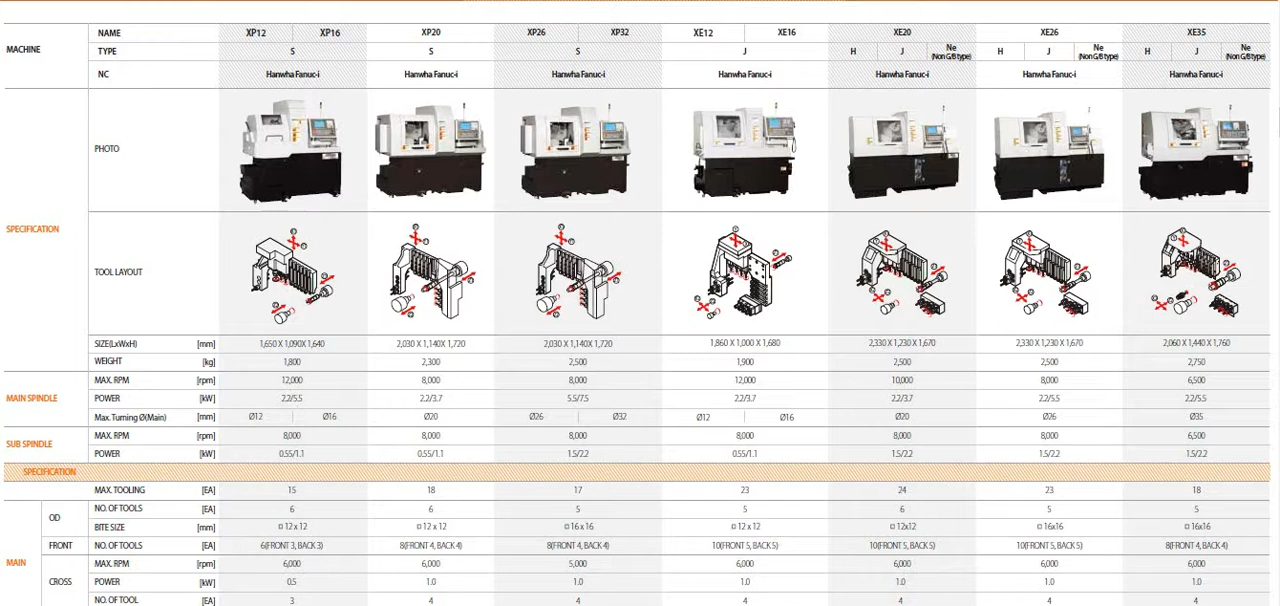 MACHINE NAME XP12 XP16 XP20 XP26 XP32 XE12 XE16 XE20 XE26 XE35
TYPE S S S J H J Ne (Non G/B type) H J Ne (Non G/B type) H J Ne (Non G/B type)
NC Hanwha Fanuc-i Hanwha Fanuc-i Hanwha Fanuc-i Hanwha Fanuc-i Hanwha Fanuc-i Hanwha Fanuc-i Hanwha Fanuc-i
SPECIFICATION
PHOTO
TOOL LAYOUT
SIZE(LxWxH) [mm] 1,650 X 1,090X 1,640 2,030 X 1,140X 1,720 2,030 X 1,140X 1,720 1,860 X 1,000 X 1,680 2,330 X 1,230 X 1,670 2,330 X 1,230 X 1,670 2,060 X 1,440 X 1,760
WEIGHT [kg] 1,800 2,300 2,500 1,900 2,500 2,500 2,750
MAIN SPINDLE
MAX. RPM [rpm] 12,000 8,000 8,000 12,000 10,000 8,000 6,500
POWER [kW] 2.2/5.5 2.2/3.7 5.5/7.5 2.2/3.7 2.2/3.7 2.2/5.5 2.2/5.5
Max. Turning Ø(Main) [mm] Ø12 Ø16 Ø20 Ø26 Ø32 Ø12 Ø16 Ø20 Ø26 Ø35
SUB SPINDLE
MAX. RPM [rpm] 8,000 8,000 8,000 8,000 8,000 8,000 6,500
POWER [kW] 0.55/1.1 0.55/1.1 1.5/2.2 0.55/1.1 1.5/2.2 1.5/2.2 1.5/2.2
SPECIFICATION
MAX. TOOLING [EA] 15 18 17 23 24 23 18
MAIN
OD
NO. OF TOOLS [EA] 6 6 5 5 6 5 5
BITE SIZE [mm] □ 12 x 12 □ 12 x 12 □ 16 x 16 □ 12 x 12 □ 12x12 □ 16x16 □ 16x16
FRONT NO. OF TOOLS [EA] 6(FRONT 3, BACK 3) 8(FRONT 4, BACK 4) 8(FRONT 4, BACK 4) 10(FRONT 5, BACK 5) 10(FRONT 5, BACK 5) 10(FRONT 5, BACK 5) 8(FRONT 4, BACK 4)
CROSS
MAX. RPM [rpm] 6,000 6,000 5,000 6,000 6,000 6,000 6,000
POWER [kW] 0.5 1.0 1.0 1.0 1.0 1.0 1.0
NO. OF TOOL [EA] 3 4 4 4 4 4 4